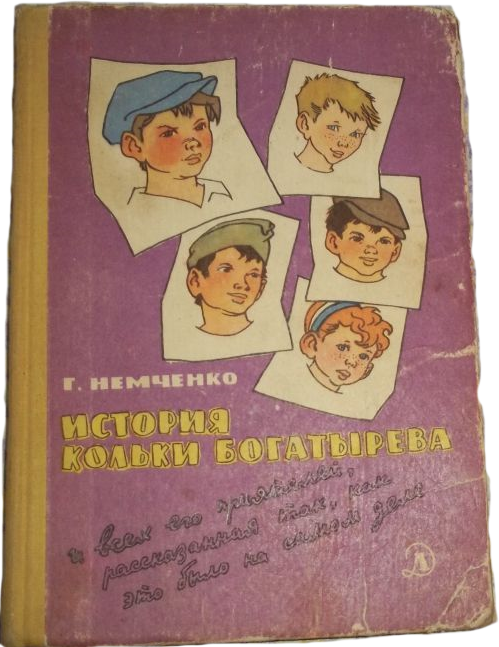 Г. НЕМЧЕНКО
ИСТОРИЯ
КОЛЬКИ БОГАТЫРЕВА
и всех его приятелей,
рассказанная так, как
это было на самом деле
Д